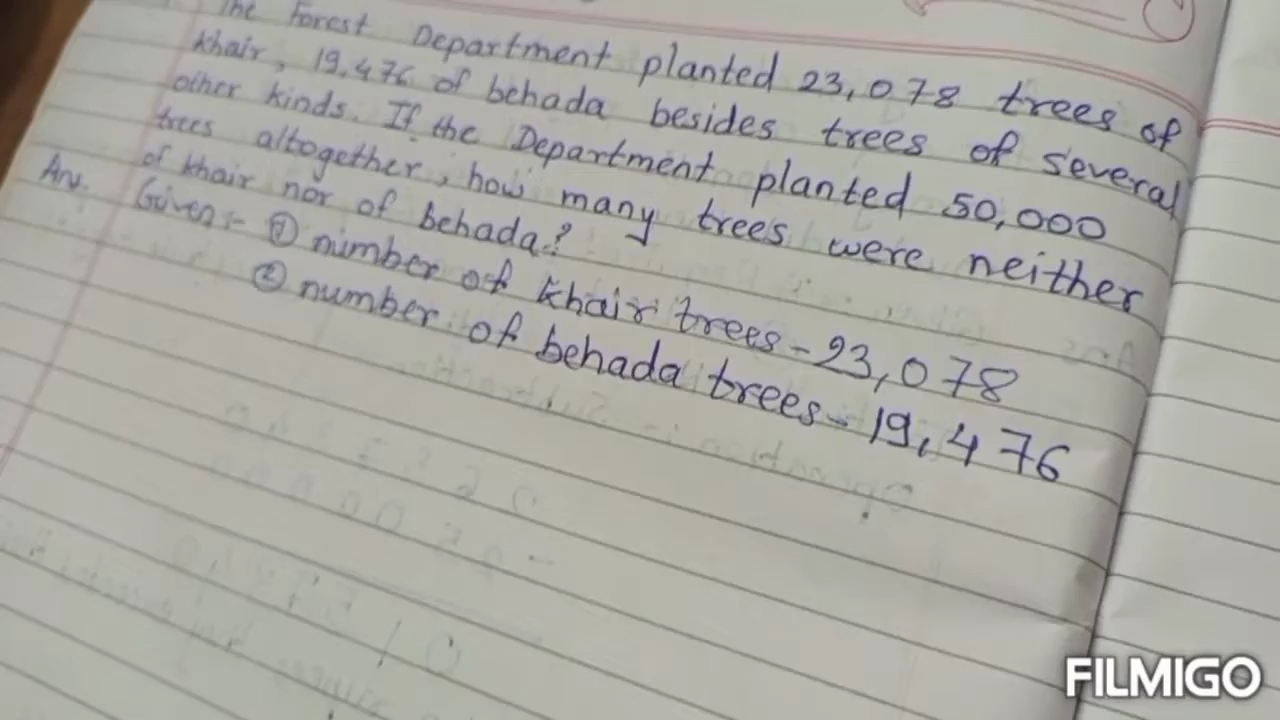 The Forest Department planted 23,078 trees of
khair, 19,476 of behada besides trees of several
other kinds. If the Department planted 50,000
trees altogether, how many trees were neither
of khair nor of behada?
Ans. Given:- ① number of khair trees - 23,078
② number of behada trees - 19,476
FILMIGO